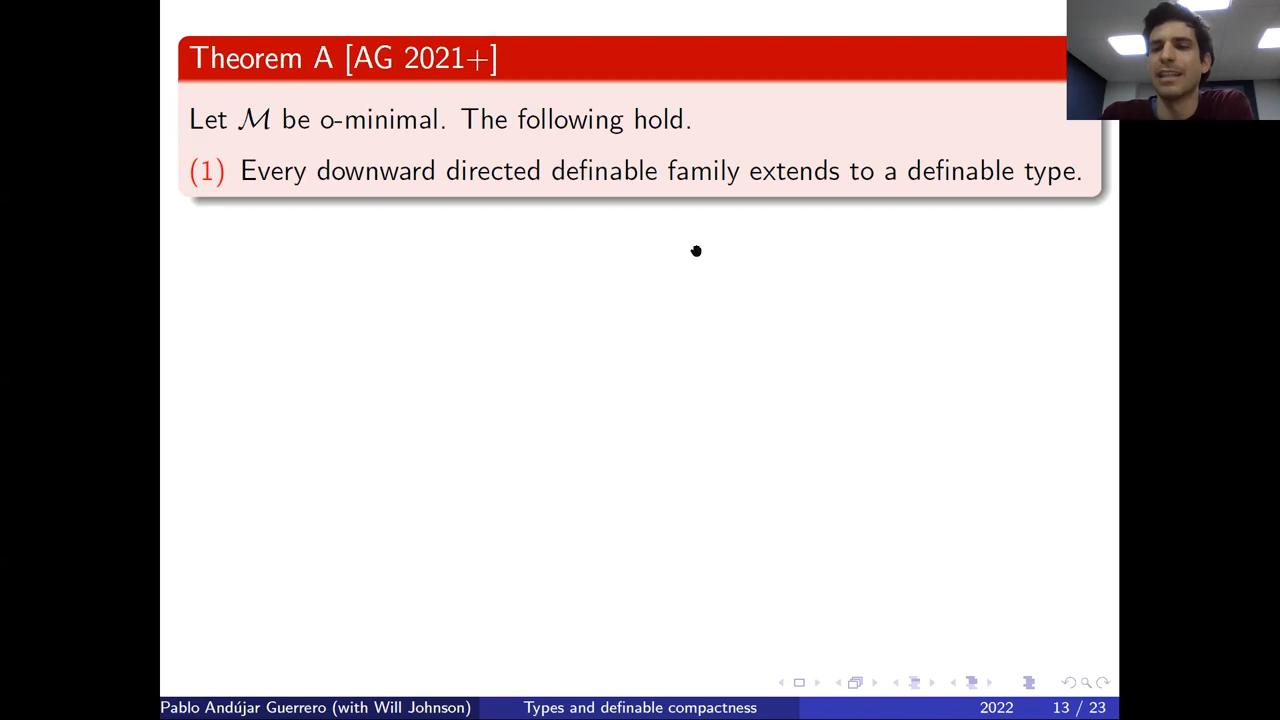 Theorem A [AG 2021+]
Let ℳ be o-minimal. The following hold.
(1) Every downward directed definable family extends to a definable type.
Pablo Andújar Guerrero (with Will Johnson) Types and definable compactness 2022 13 / 23